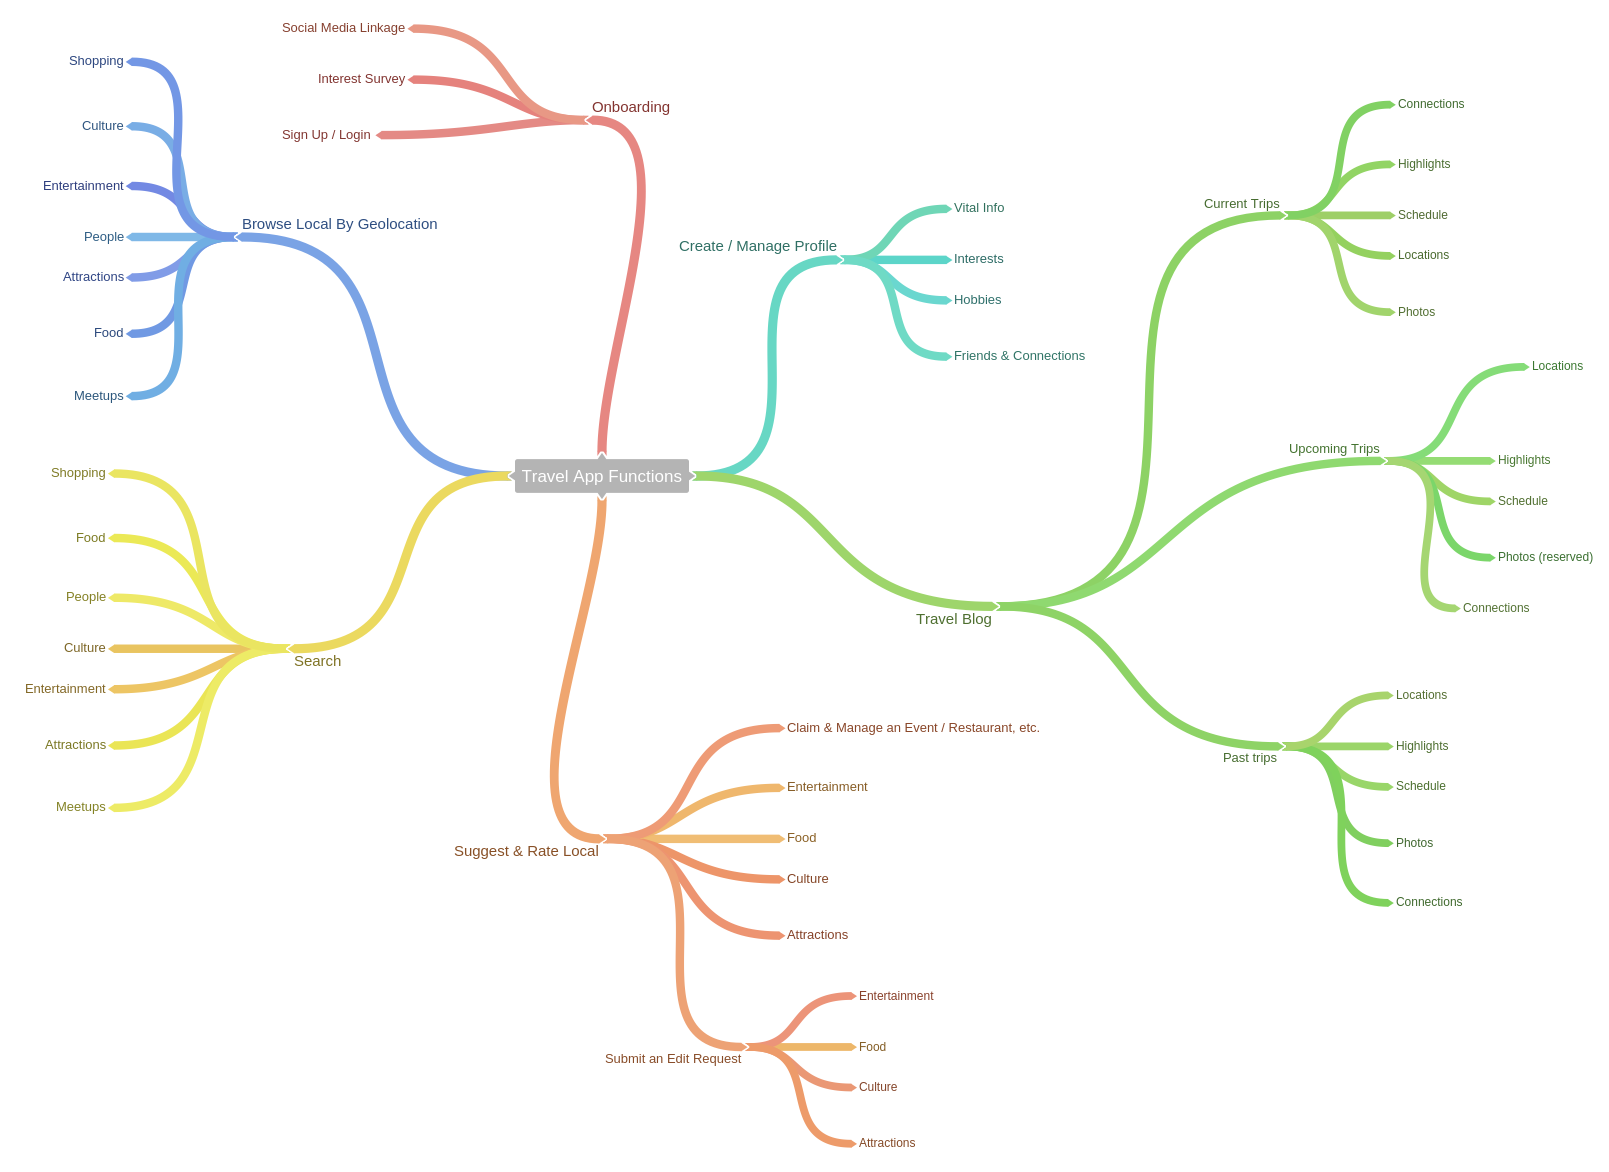 Travel App Functions
Onboarding
Social Media Linkage
Interest Survey
Sign Up / Login
Browse Local By Geolocation
Shopping
Culture
Entertainment
People
Attractions
Food
Meetups
Search
Shopping
Food
People
Culture
Entertainment
Attractions
Meetups
Create / Manage Profile
Vital Info
Interests
Hobbies
Friends & Connections
Travel Blog
Current Trips
Connections
Highlights
Schedule
Locations
Photos
Upcoming Trips
Locations
Highlights
Schedule
Photos (reserved)
Connections
Past trips
Locations
Highlights
Schedule
Photos
Connections
Suggest & Rate Local
Claim & Manage an Event / Restaurant, etc.
Entertainment
Food
Culture
Attractions
Submit an Edit Request
Entertainment
Food
Culture
Attractions